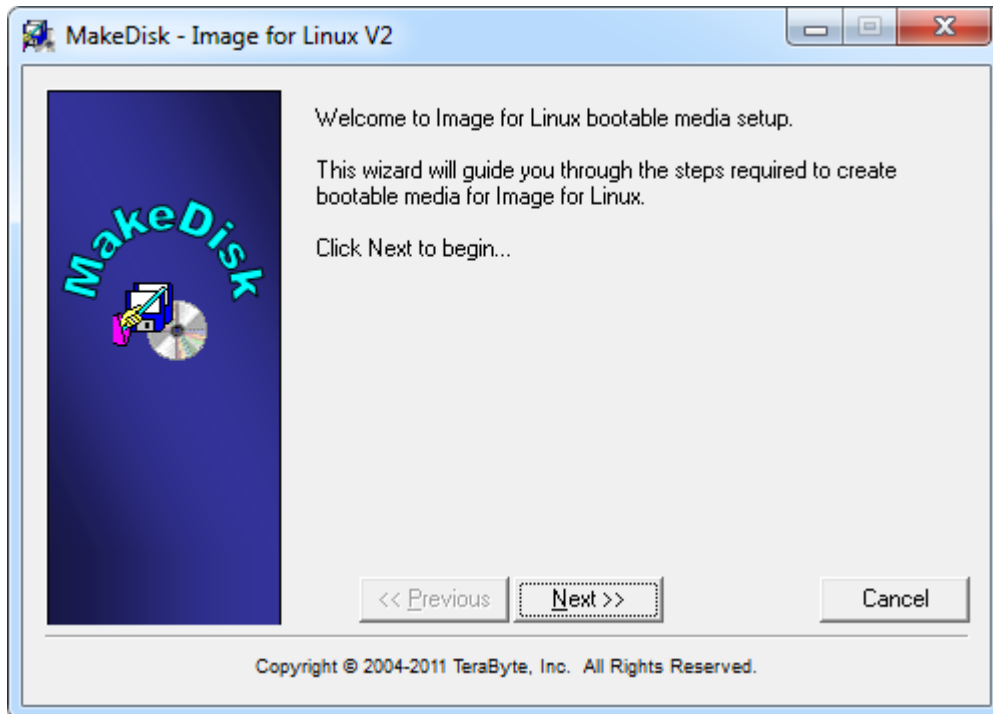 MakeDisk - Image for Linux V2
MakeDisk
Welcome to Image for Linux bootable media setup.
This wizard will guide you through the steps required to create
bootable media for Image for Linux.
Click Next to begin...
<< Previous
Next >>
Cancel
Copyright © 2004-2011 TeraByte, Inc.  All Rights Reserved.